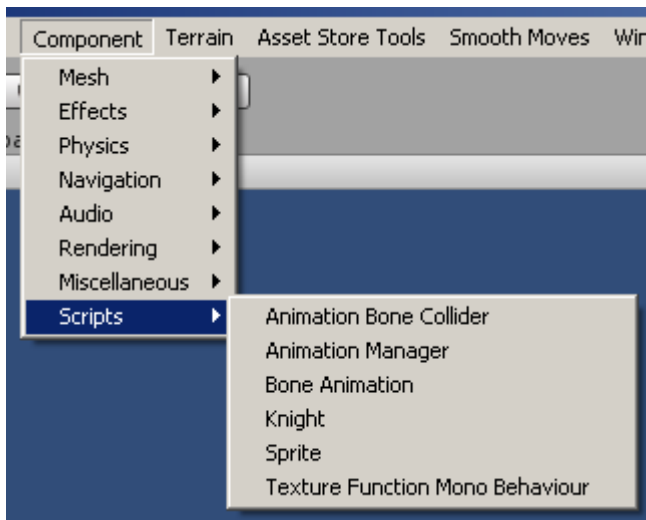 Component Terrain Asset Store Tools Smooth Moves
Mesh
Effects
Physics
Navigation
Audio
Rendering
Miscellaneous
Scripts
Animation Bone Collider
Animation Manager
Bone Animation
Knight
Sprite
Texture Function Mono Behaviour